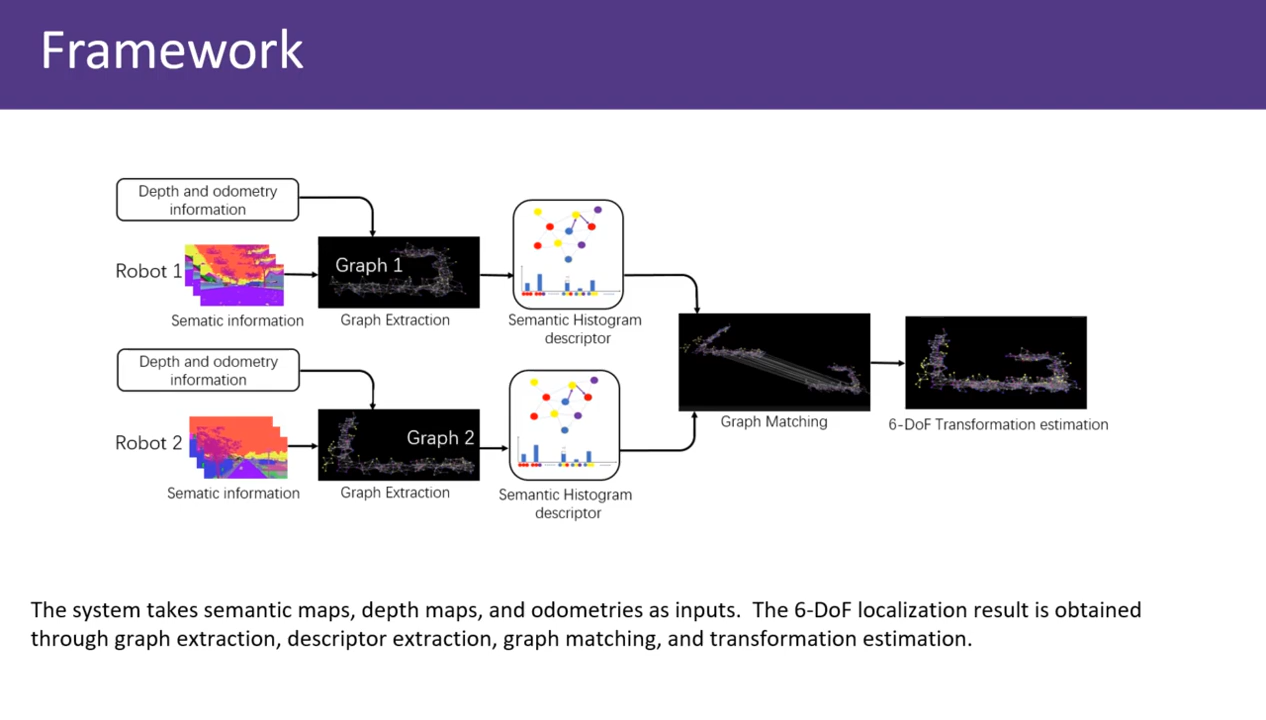 Framework
Depth and odometry
information
Robot 1
Graph 1
Sematic information
Graph Extraction
Semantic Histogram
descriptor
Depth and odometry
information
Robot 2
Graph 2
Sematic information
Graph Extraction
Semantic Histogram
descriptor
Graph Matching
6-DoF Transformation estimation
The system takes semantic maps, depth maps, and odometries as inputs.  The 6-DoF localization result is obtained
through graph extraction, descriptor extraction, graph matching, and transformation estimation.